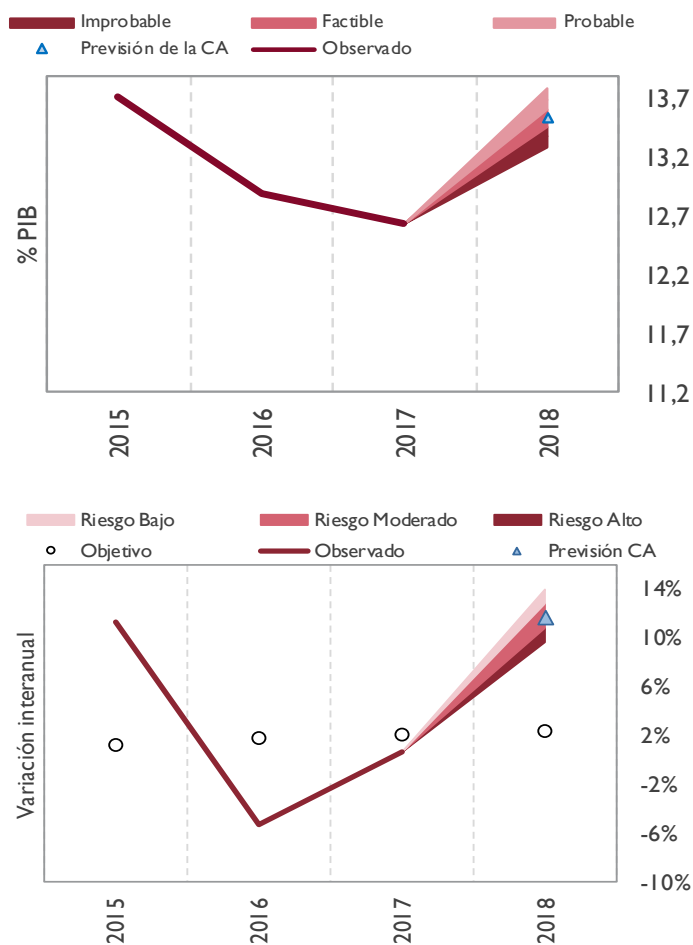 Improbable Factible Probable
Previsión de la CA Observado
13,7
13,2
12,7
12,2
11,7
11,2
% PIB
2015 2016 2017 2018
Riesgo Bajo Riesgo Moderado Riesgo Alto
Objetivo Observado Previsión CA
14%
10%
6%
2%
-2%
-6%
-10%
Variación interanual
2015 2016 2017 2018